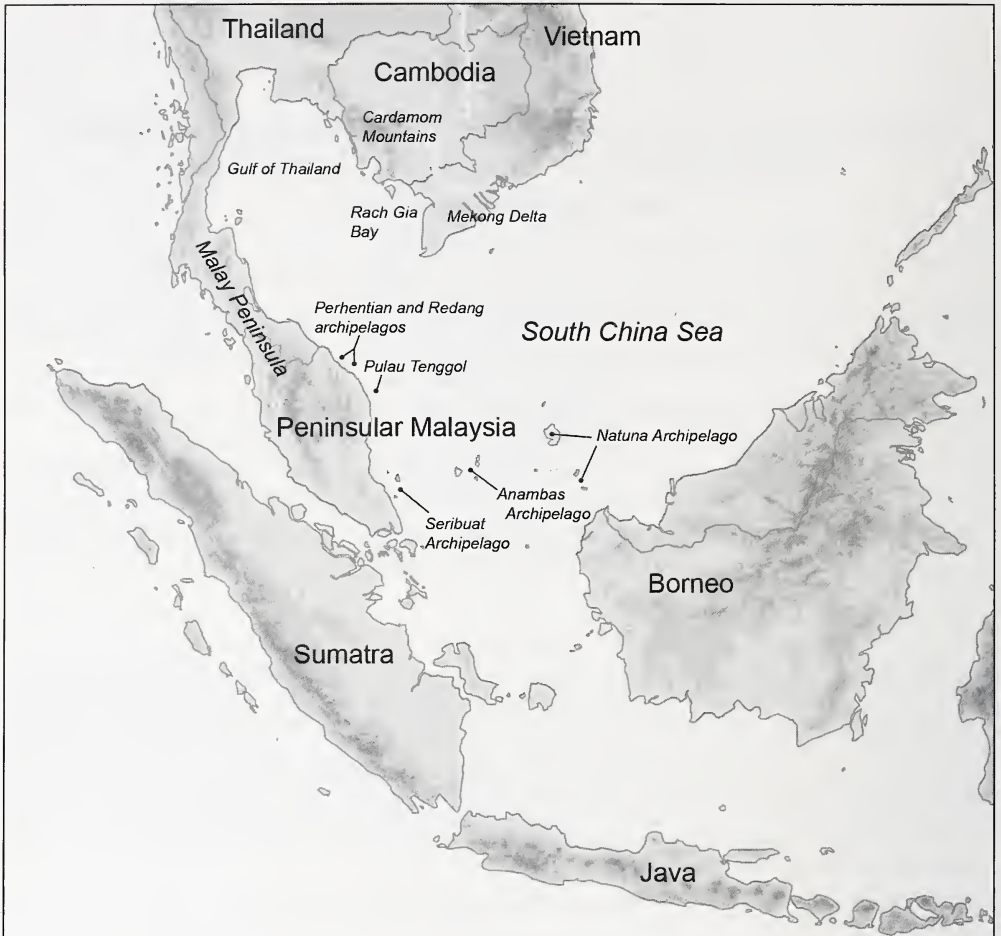 Thailand
Vietnam
Cambodia
Cardamom
Mountains
Gulf of Thailand
Rach Gia
Bay
Mekong Delta
Malay Peninsula
Perhentian and Redang
archipelagos
South China Sea
Pulau Tenggol
Peninsular Malaysia
Natuna Archipelago
Anambas
Archipelago
Seribuat
Archipelago
Borneo
Sumatra
Java